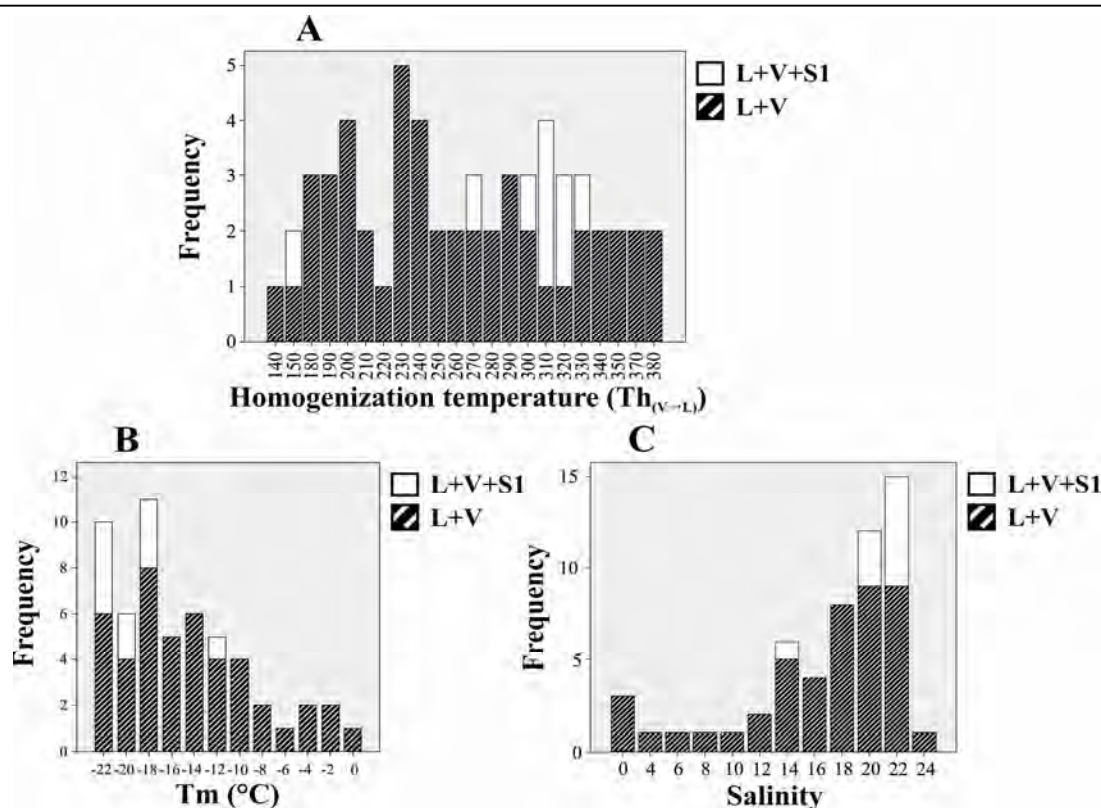 A
L+V+S1
L+V
Frequency
5
4
3
2
1
0
140 150 180 190 200 210 220 230 240 250 260 270 280 290 300 310 320 330 340 350 370 380
Homogenization temperature (Th(V→L))
B
L+V+S1
L+V
Frequency
12
10
8
6
4
2
0
-22 -20 -18 -16 -14 -12 -10 -8 -6 -4 -2 0
Tm (°C)
C
L+V+S1
L+V
Frequency
15
10
5
0
0 4 6 8 10 12 14 16 18 20 22 24
Salinity